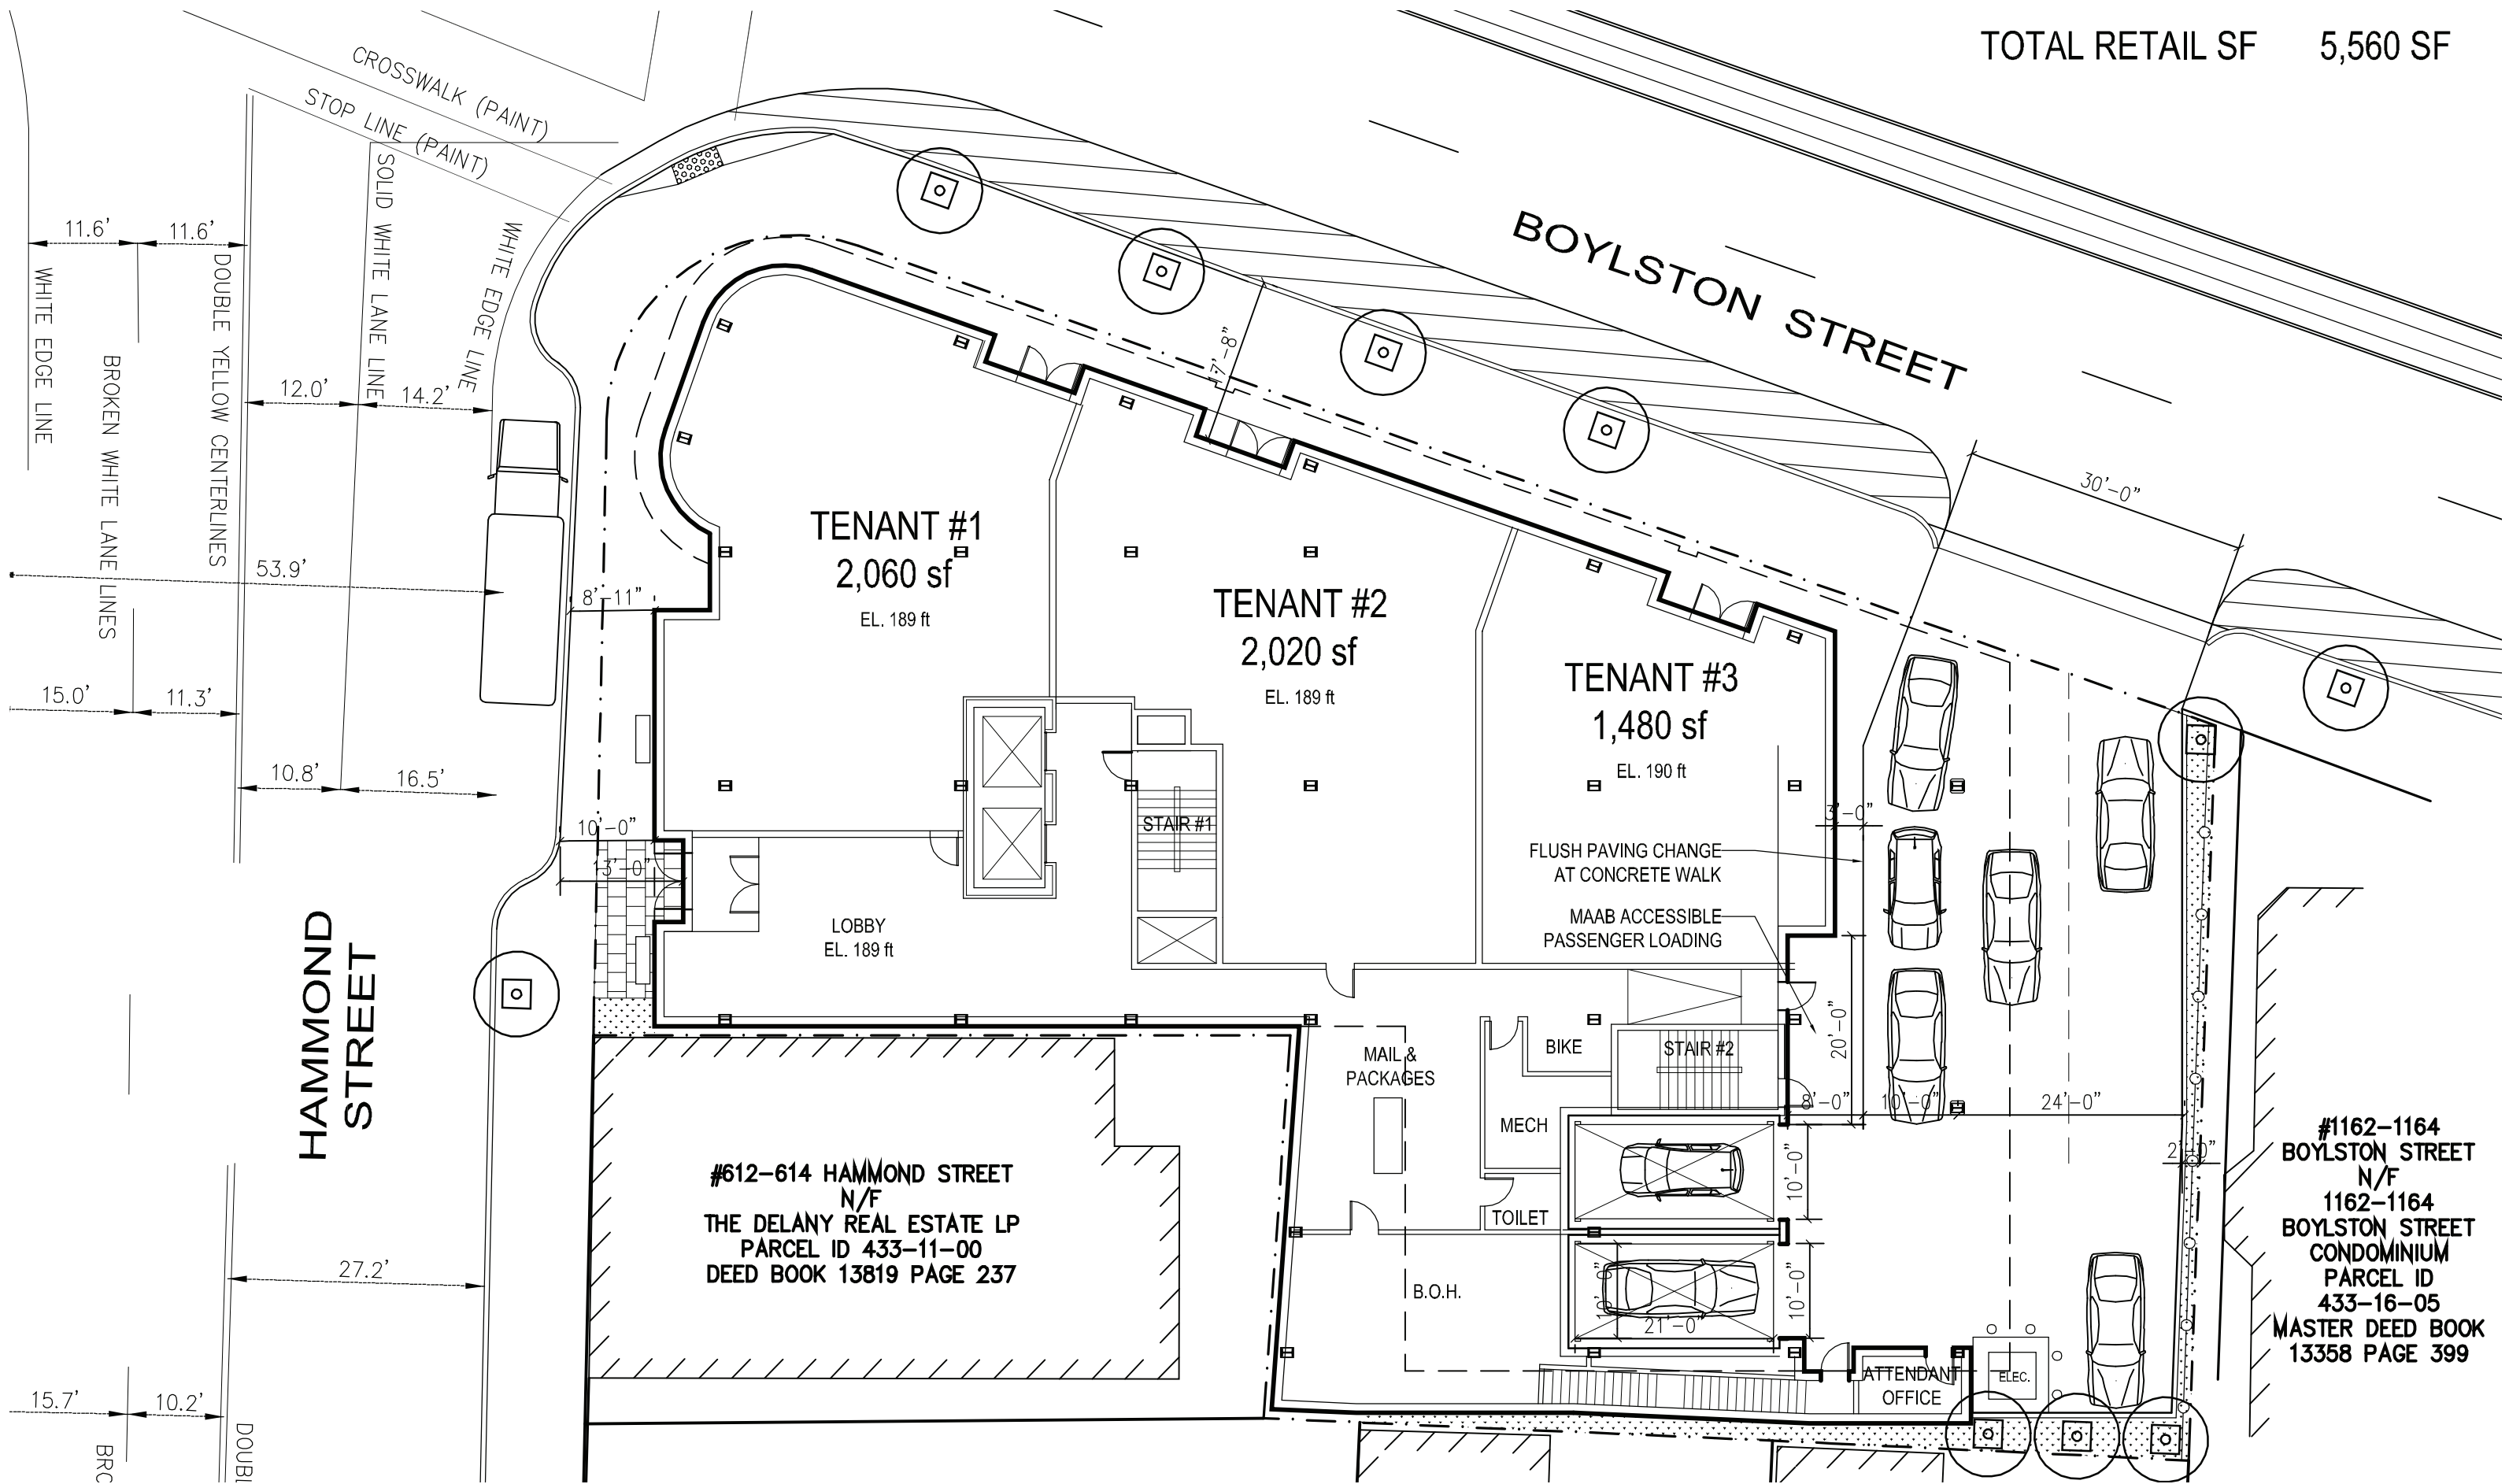 TOTAL RETAIL SF 5,560 SF
CROSSWALK (PAINT)
STOP LINE (PAINT)
SOLID WHITE LANE LINE
WHITE EDGE LINE
11.6'
11.6'
WHITE EDGE LINE
DOUBLE YELLOW CENTERLINES
BROKEN WHITE LANE LINES
12.0'
14.2'
53.9'
8'-11"
15.0'
11.3'
10.8'
16.5'
10'-0"
13'-0"
BOYLSTON STREET
17'-8"
30'-0"
TENANT #1
2,060 sf
EL. 189 ft
TENANT #2
2,020 sf
EL. 189 ft
TENANT #3
1,480 sf
EL. 190 ft
STAIR #1
3'-0"
FLUSH PAVING CHANGE
AT CONCRETE WALK
MAAB ACCESSIBLE
PASSENGER LOADING
LOBBY
EL. 189 ft
HAMMOND
STREET
20'-0"
MAIL &
PACKAGES
BIKE
STAIR #2
8'-0"
10'-0"
24'-0"
2'-0"
MECH
TOILET
10'-0"
10'-0"
10'-0"
21'-0"
B.O.H.
ATTENDANT
OFFICE
ELEC.
#612-614 HAMMOND STREET
N/F
THE DELANY REAL ESTATE LP
PARCEL ID 433-11-00
DEED BOOK 13819 PAGE 237
#1162-1164
BOYLSTON STREET
N/F
1162-1164
BOYLSTON STREET
CONDOMINIUM
PARCEL ID
433-16-05
MASTER DEED BOOK
13358 PAGE 399
27.2'
15.7'
10.2'
BRO
DOUBL